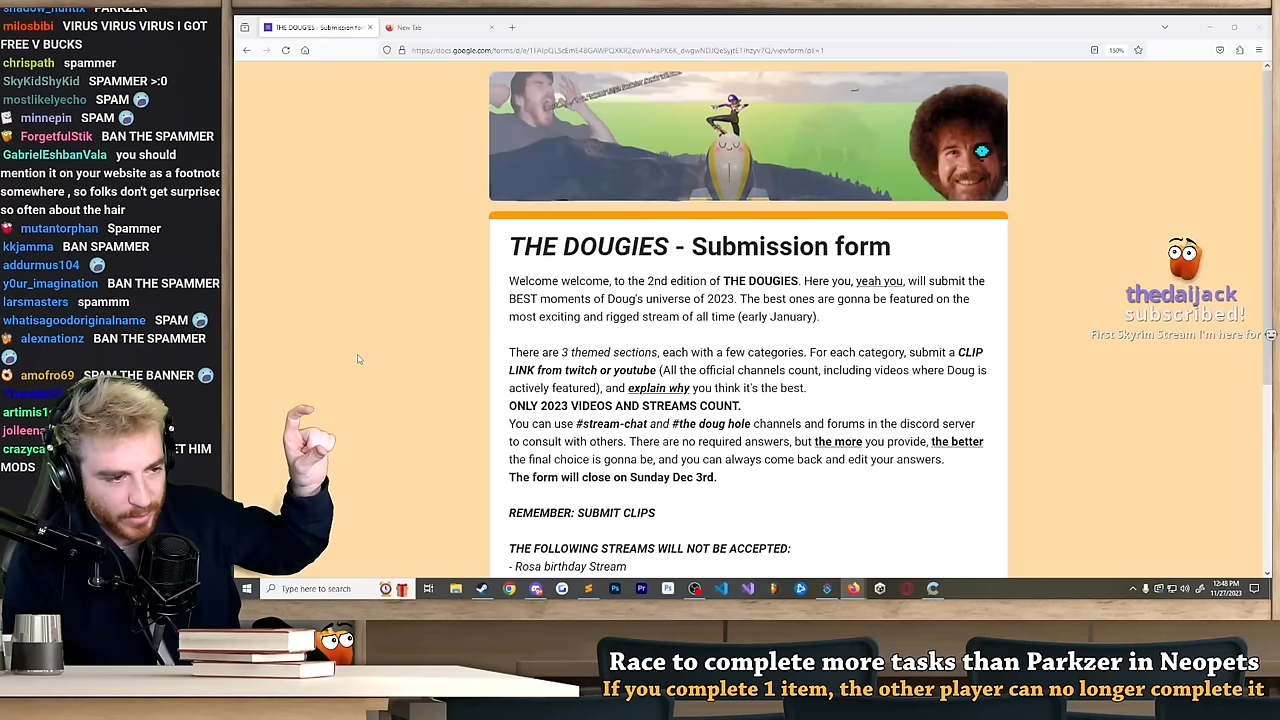 shadow_huntix PARKZER
milosbibi VIRUS VIRUS VIRUS I GOT
FREE V BUCKS
chrispath spammer
SkyKidShyKid SPAMMER >:0
mostlikelyecho SPAM
minnepin SPAM
ForgetfulStik BAN THE SPAMMER
GabrielEshbanVala you should
mention it on your website as a footnote
somewhere , so folks don't get surprised
so often about the hair
mutantorphan Spammer
kkjamma BAN SPAMMER
addurmus104
y0ur_imagination BAN THE SPAMMER
larsmasters spammm
whatisagoodoriginalname SPAM
alexnationz BAN THE SPAMMER
amofro69 SPAM THE BANNER
artimis1
jolleena
crazyca ET HIM
MODS
THE DOUGIES - Submission for
New Tab
150%
THE DOUGIES - Submission form
Welcome welcome, to the 2nd edition of THE DOUGIES. Here you, yeah you, will submit the
BEST moments of Doug's universe of 2023. The best ones are gonna be featured on the
most exciting and rigged stream of all time (early January).
There are 3 themed sections, each with a few categories. For each category, submit a CLIP
LINK from twitch or youtube (All the official channels count, including videos where Doug is
actively featured), and explain why you think it's the best.
ONLY 2023 VIDEOS AND STREAMS COUNT.
You can use #stream-chat and #the doug hole channels and forums in the discord server
to consult with others. There are no required answers, but the more you provide, the better
the final choice is gonna be, and you can always come back and edit your answers.
The form will close on Sunday Dec 3rd.
REMEMBER: SUBMIT CLIPS
THE FOLLOWING STREAMS WILL NOT BE ACCEPTED:
- Rosa birthday Stream
thedaijack
subscribed!
First Skyrim Stream I'm here for
Type here to search
12:48 PM
11/27/2023
Race to complete more tasks than Parkzer in Neopets
If you complete 1 item, the other player can no longer complete it